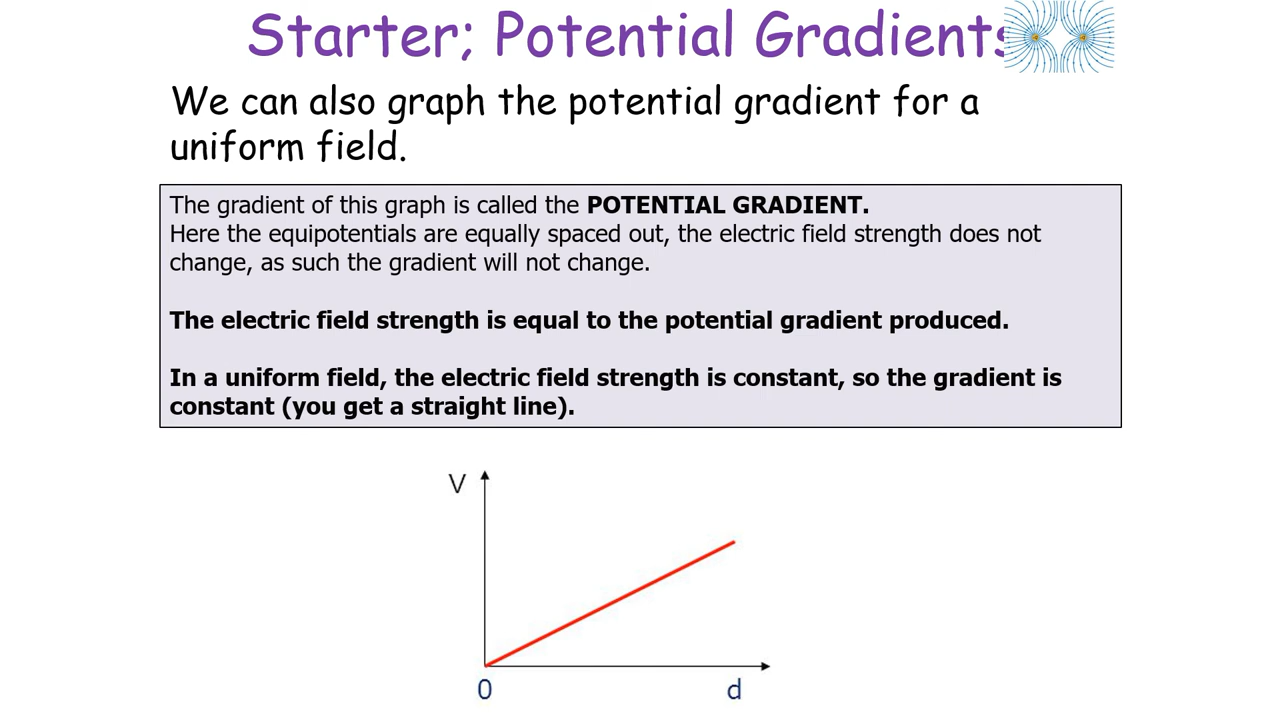 Starter; Potential Gradients
We can also graph the potential gradient for a
uniform field.
The gradient of this graph is called the POTENTIAL GRADIENT.
Here the equipotentials are equally spaced out, the electric field strength does not
change, as such the gradient will not change.
The electric field strength is equal to the potential gradient produced.
In a uniform field, the electric field strength is constant, so the gradient is
constant (you get a straight line).
V
0 d